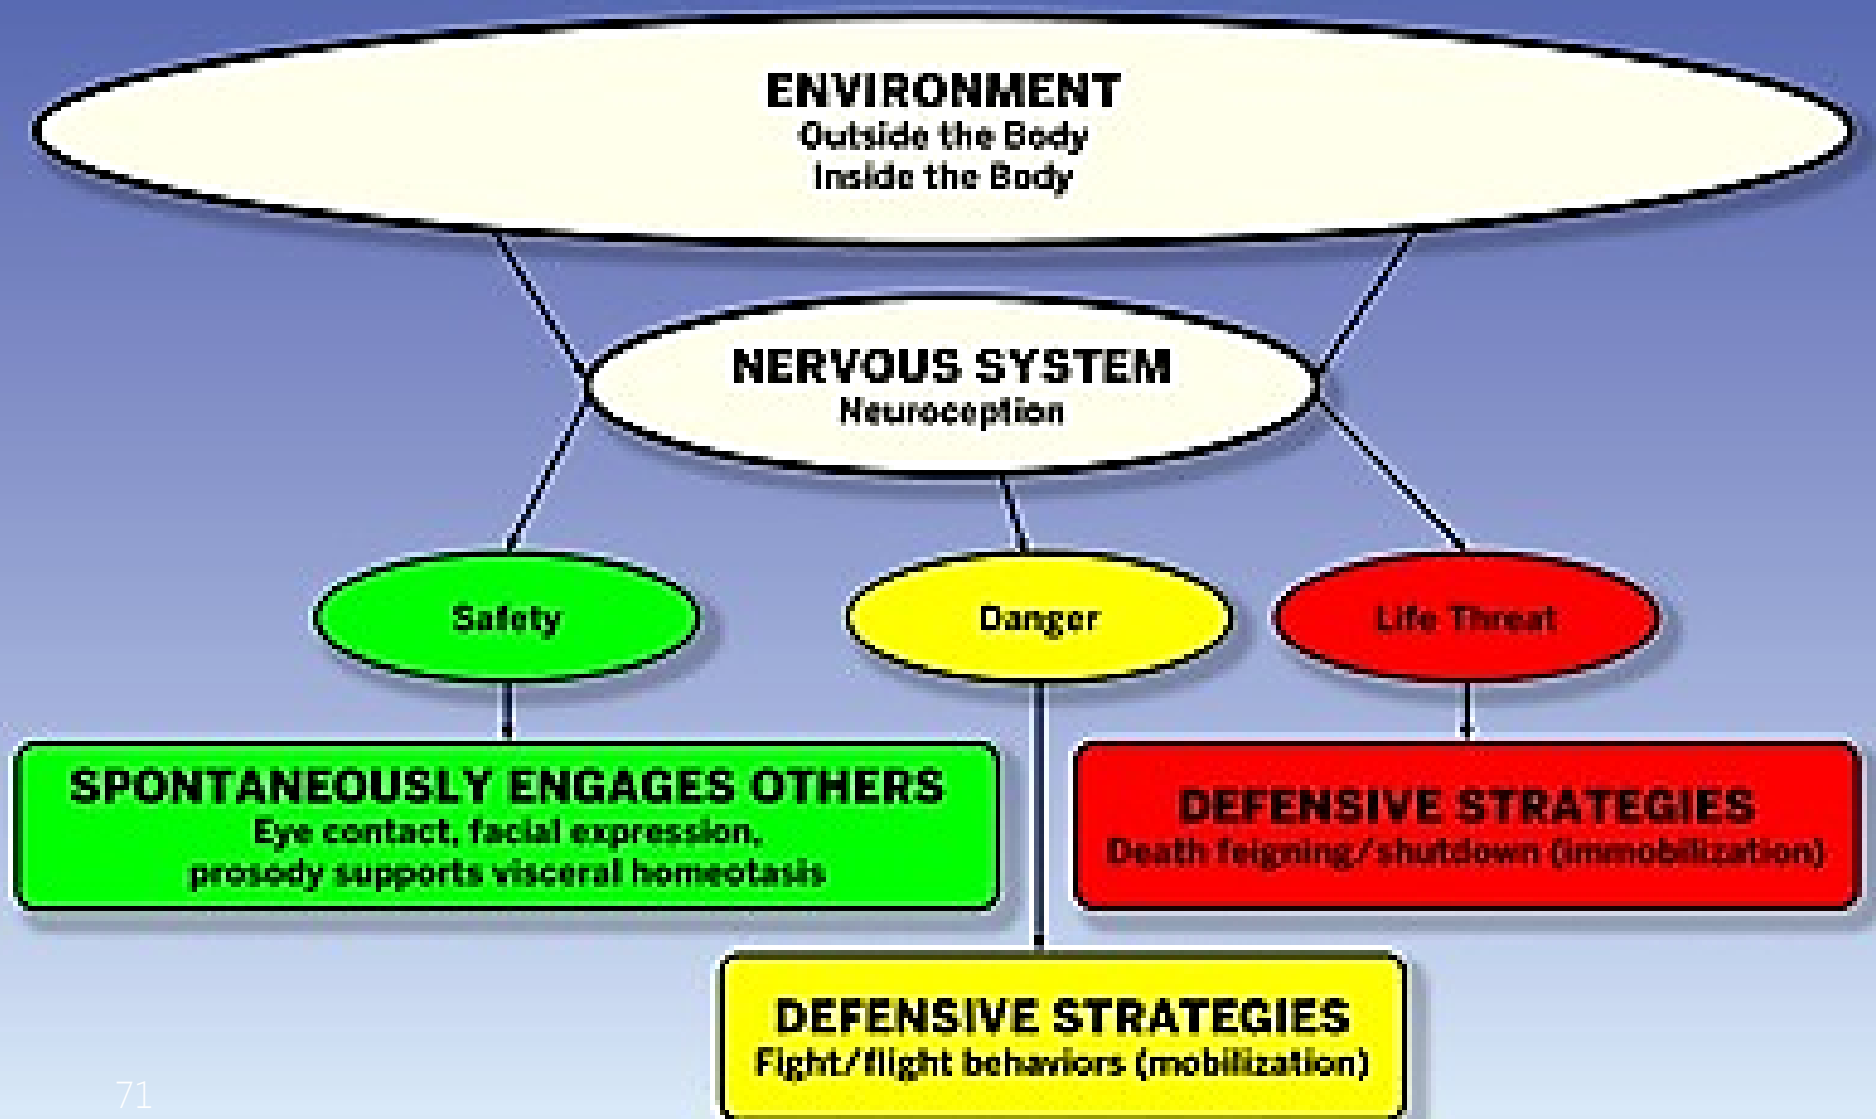 ENVIRONMENT
Outside the Body
Inside the Body
NERVOUS SYSTEM
Neuroception
Safety
Danger
Life Threat
SPONTANEOUSLY ENGAGES OTHERS
Eye contact, facial expression,
prosody supports visceral homeotasis
DEFENSIVE STRATEGIES
Death feigning/shutdown (immobilization)
DEFENSIVE STRATEGIES
Fight/flight behaviors (mobilization)
71